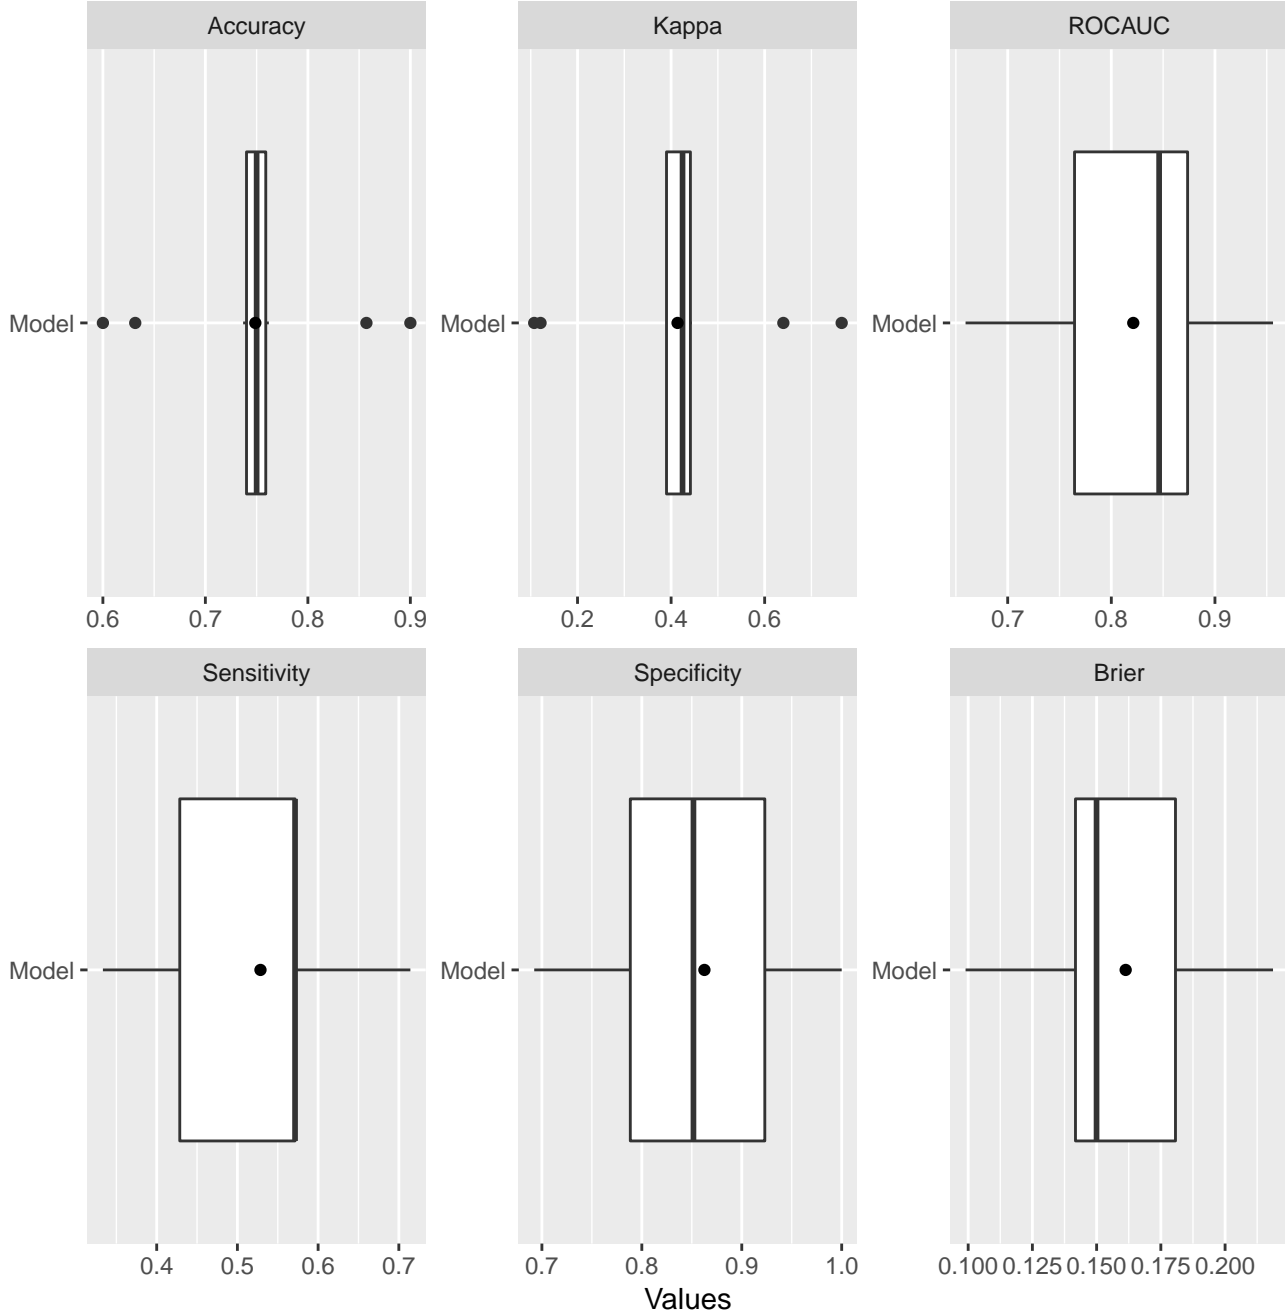 Accuracy Kappa ROCAUC
Model Model Model
0.6 0.7 0.8 0.9 0.2 0.4 0.6 0.7 0.8 0.9
Sensitivity Specificity Brier
Model Model Model
0.4 0.5 0.6 0.7 0.7 0.8 0.9 1.0 0.100 0.125 0.150 0.175 0.200
Values